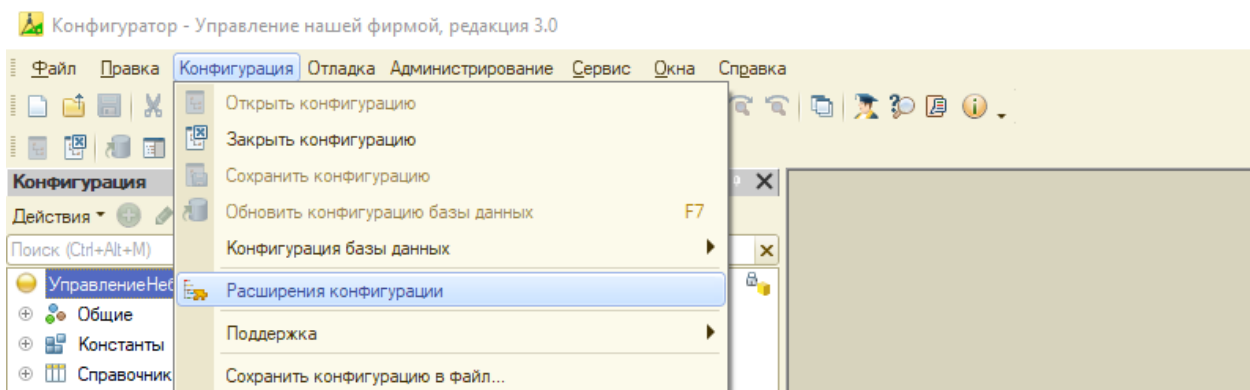 Конфигуратор - Управление нашей фирмой, редакция 3.0
Файл Правка Конфигурация Отладка Администрирование Сервис Окна Справка
Открыть конфигурацию
Закрыть конфигурацию
Сохранить конфигурацию
Обновить конфигурацию базы данных F7
Конфигурация базы данных
Расширения конфигурации
Поддержка
Сохранить конфигурацию в файл...
Конфигурация
Действия
Поиск (Ctrl+Alt+M)
УправлениеНеб
Общие
Константы
Справочник